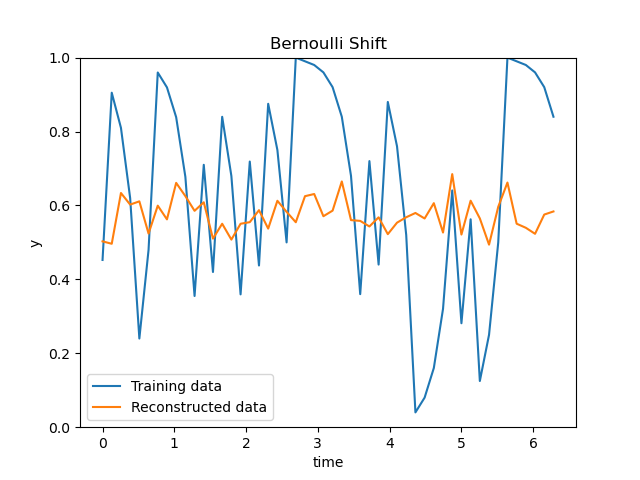 Bernoulli Shift
1.0
0.8
0.6
0.4
0.2
0.0
y
Training data
Reconstructed data
0 1 2 3 4 5 6
time